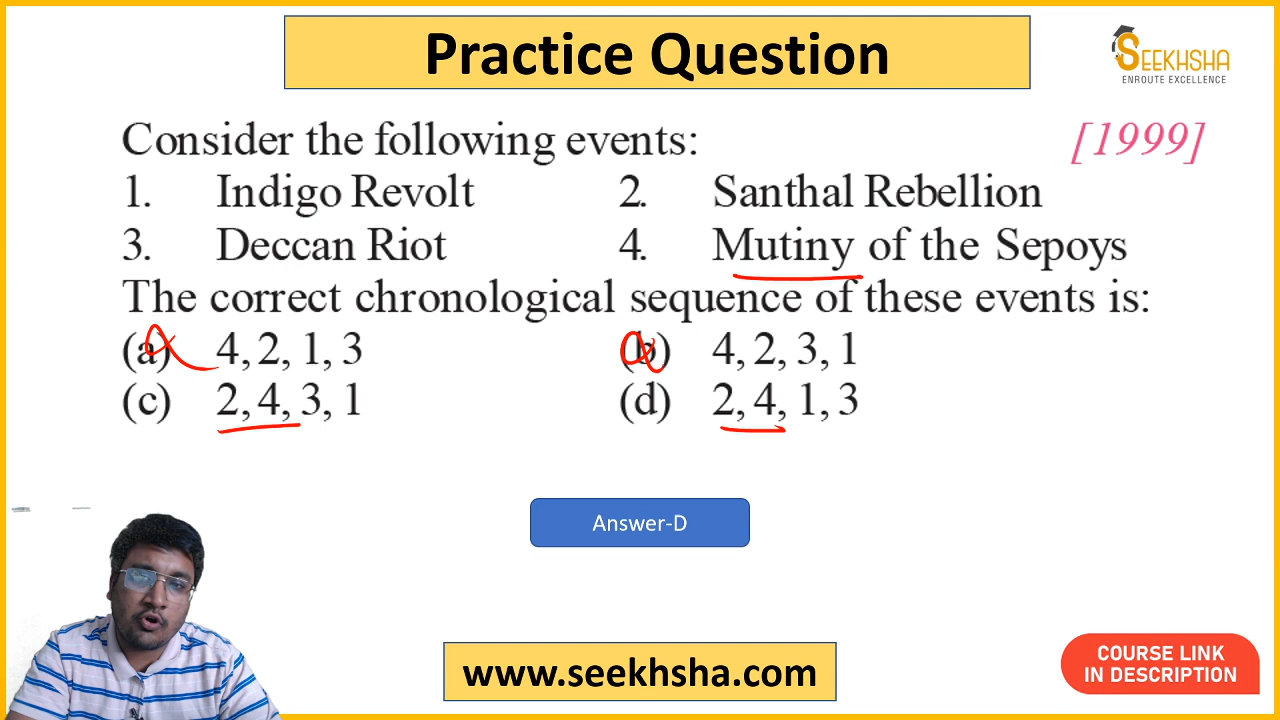 Practice Question
SEEKHSHA
ENROUTE EXCELLENCE
Consider the following events: [1999]
1. Indigo Revolt 2. Santhal Rebellion
3. Deccan Riot 4. Mutiny of the Sepoys
The correct chronological sequence of these events is:
(a) 4, 2, 1, 3 (b) 4, 2, 3, 1
(c) 2, 4, 3, 1 (d) 2, 4, 1, 3
Answer-D
www.seekhsha.com
COURSE LINK
IN DESCRIPTION